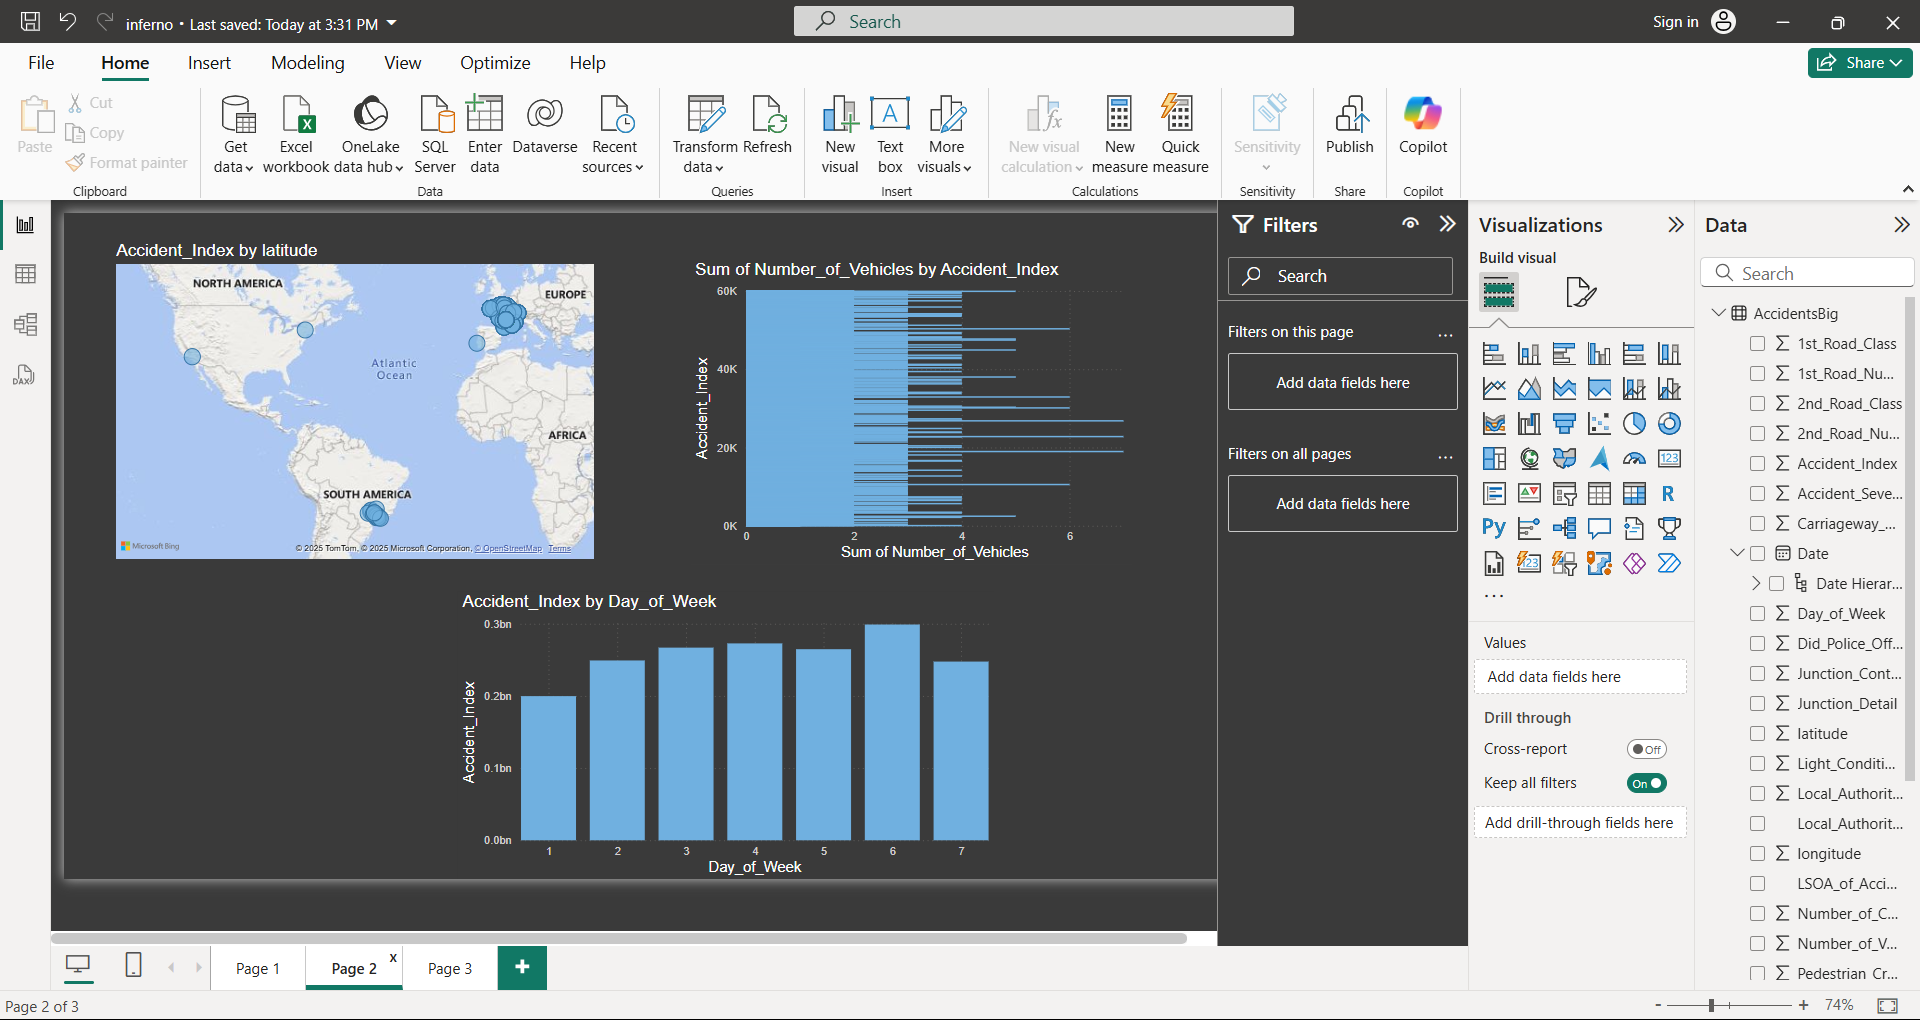 inferno • Last saved: Today at 3:31 PM
Search
Sign in
File Home Insert Modeling View Optimize Help
Share
Paste
Cut
Copy
Format painter
Clipboard
Get data
Excel workbook
OneLake data hub
SQL Server
Enter data
Dataverse
Recent sources
Data
Transform data
Refresh
Queries
New visual
Text box
More visuals
Insert
New visual calculation
New measure
Quick measure
Calculations
Sensitivity
Sensitivity
Publish
Share
Copilot
Copilot
Accident_Index by latitude
NORTH AMERICA
EUROPE
Atlantic
Ocean
AFRICA
SOUTH AMERICA
Microsoft Bing
© 2025 TomTom, © 2025 Microsoft Corporation, © OpenStreetMap Terms
Sum of Number_of_Vehicles by Accident_Index
60K
40K
20K
0K
Accident_Index
0 2 4 6
Sum of Number_of_Vehicles
Accident_Index by Day_of_Week
0.3bn
0.2bn
0.1bn
0.0bn
Accident_Index
1 2 3 4 5 6 7
Day_of_Week
Filters
Search
Filters on this page
Add data fields here
Filters on all pages
Add data fields here
Visualizations
Build visual
123
R
Py
123
Values
Add data fields here
Drill through
Cross-report Off
Keep all filters On
Add drill-through fields here
Data
Search
AccidentsBig
1st_Road_Class
1st_Road_Nu...
2nd_Road_Class
2nd_Road_Nu...
Accident_Index
Accident_Seve...
Carriageway_...
Date
Date Hierar...
Day_of_Week
Did_Police_Off...
Junction_Cont...
Junction_Detail
latitude
Light_Conditi...
Local_Authorit...
Local_Authorit...
longitude
LSOA_of_Acci...
Number_of_C...
Number_of_V...
Pedestrian_Cr...
DAX
Page 1
Page 2 x
Page 3
+
Page 2 of 3
- + 74%